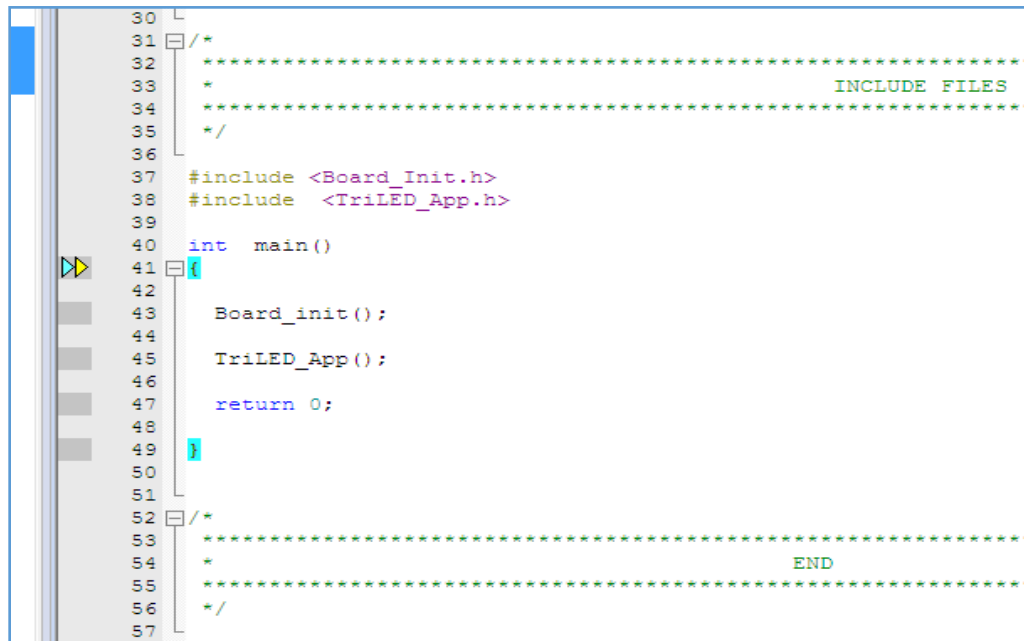 30
31 /*
32 *************************************************************
33 * INCLUDE FILES
34 *************************************************************
35 */
36
37 #include <Board_Init.h>
38 #include  <TriLED_App.h>
39
40 int  main()
41 {
42
43 Board_init();
44
45 TriLED_App();
46
47 return 0;
48
49 }
50
51
52 /*
53 *************************************************************
54 * END
55 *************************************************************
56 */
57